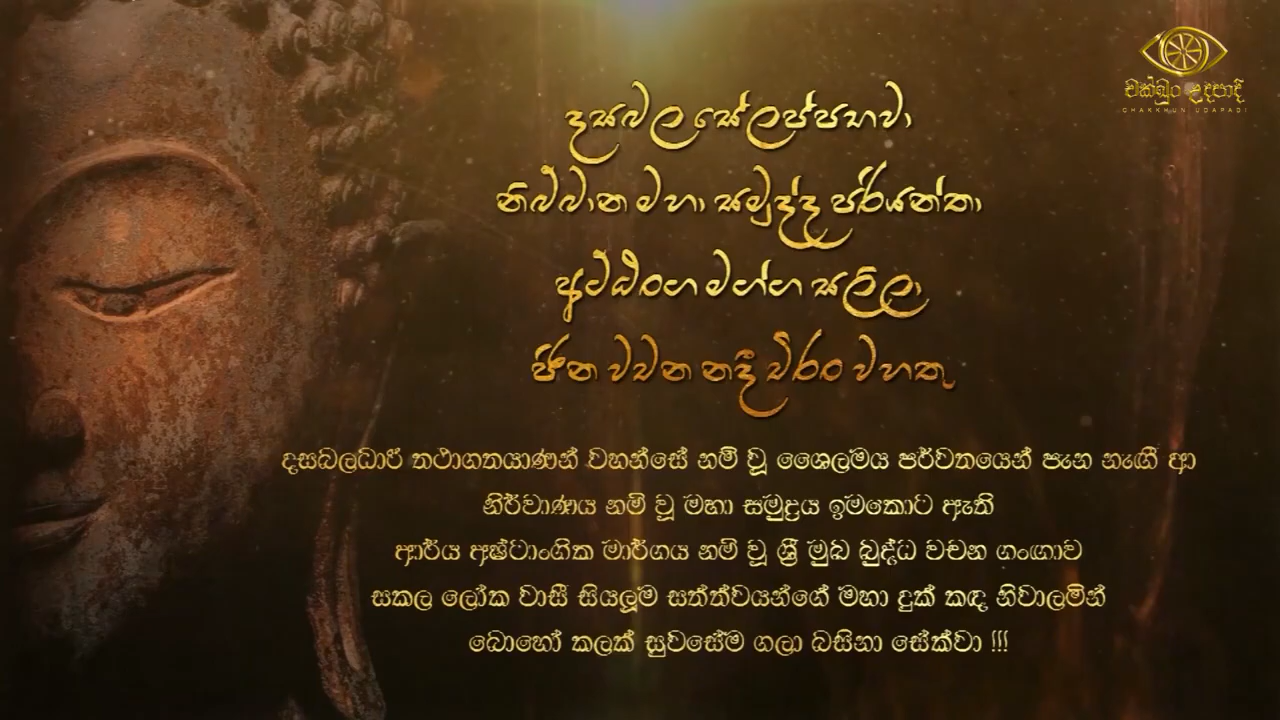 චක්ඛුං උදපාදී
CHAKKHUN UDAPADI
දසබල සේලප්පභවා
නිබ්බාන මහා සමුද්ද පරියන්තා
අට්ඨංග මග්ග සලිලා
ජින වචන නදී චිරං වහතු
දසබලධාරී තථාගතයාණන් වහන්සේ නම් වූ ශෛලමය පර්වතයෙන් පැන නැඟී ආ
නිර්වාණය නම් වූ මහා සමුද්‍රය ඉමකොට ඇති
ආර්ය අෂ්ටාංගික මාර්ගය නම් වූ ශ්‍රී මුඛ බුද්ධ වචන ගංඟාව
සකල ලෝක වාසී සියලූම සත්ත්වයන්ගේ මහා දුක් කඳ නිවාලමින්
බොහෝ කලක් සුවසේම ගලා බසිනා සේක්වා !!!